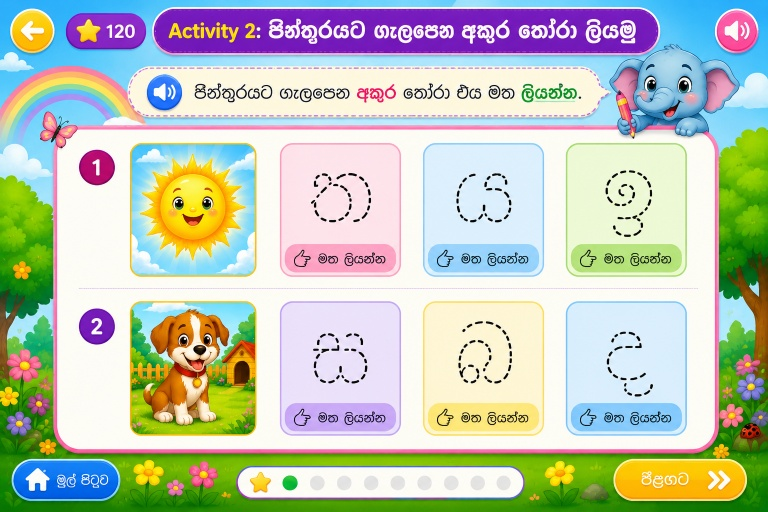 120
Activity 2: පින්තූරයට ගැලපෙන අකුර තෝරා ලියමු
පින්තූරයට ගැලපෙන අකුර තෝරා එය මත ලියන්න.
1
ත ය ඉ
මත ලියන්න මත ලියන්න මත ලියන්න
2
ඝ බ ද
මත ලියන්න මත ලියන්න මත ලියන්න
මුල් පිටුව